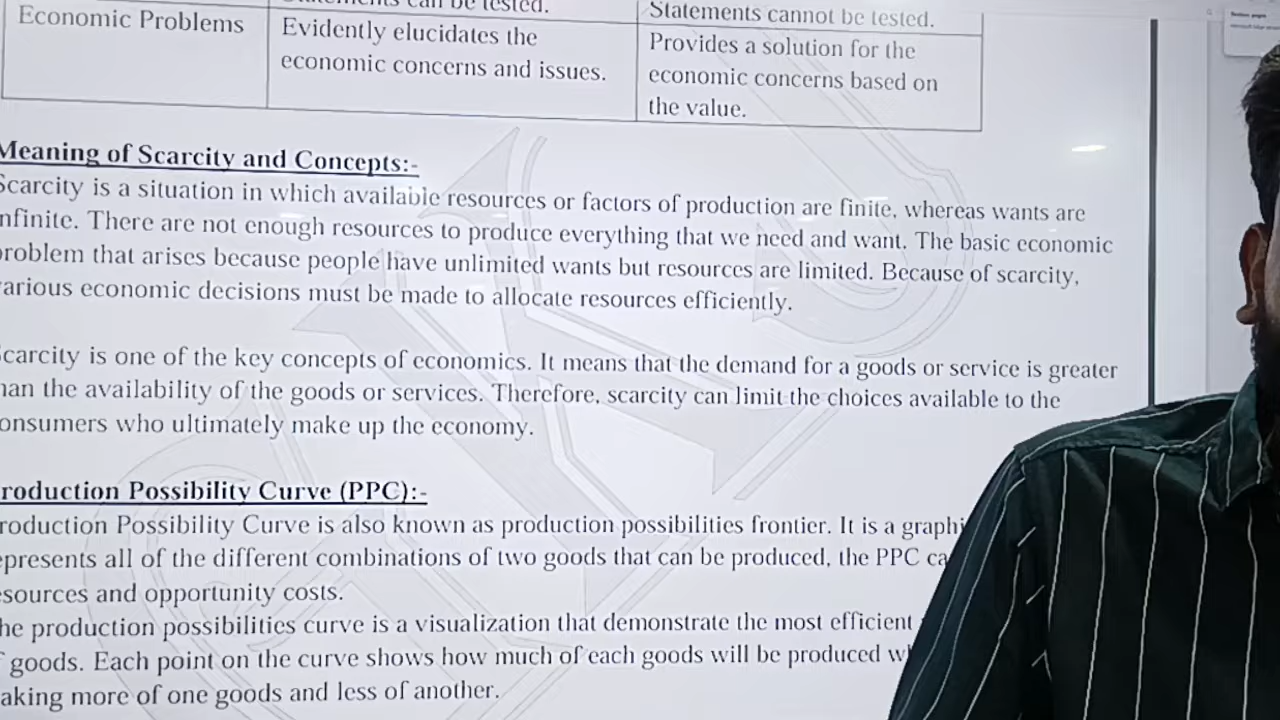 can be tested.
Statements cannot be tested.
Economic Problems
Evidently elucidates the
economic concerns and issues.
Provides a solution for the
economic concerns based on
the value.
Meaning of Scarcity and Concepts:-
Scarcity is a situation in which available resources or factors of production are finite, whereas wants are
nfinite. There are not enough resources to produce everything that we need and want. The basic economic
roblem that arises because people have unlimited wants but resources are limited. Because of scarcity,
arious economic decisions must be made to allocate resources efficiently.
carcity is one of the key concepts of economics. It means that the demand for a goods or service is greater
han the availability of the goods or services. Therefore, scarcity can limit the choices available to the
onsumers who ultimately make up the economy.
roduction Possibility Curve (PPC):-
roduction Possibility Curve is also known as production possibilities frontier. It is a graphi
epresents all of the different combinations of two goods that can be produced, the PPC ca
esources and opportunity costs.
he production possibilities curve is a visualization that demonstrate the most efficient
f goods. Each point on the curve shows how much of each goods will be produced w
aking more of one goods and less of another.